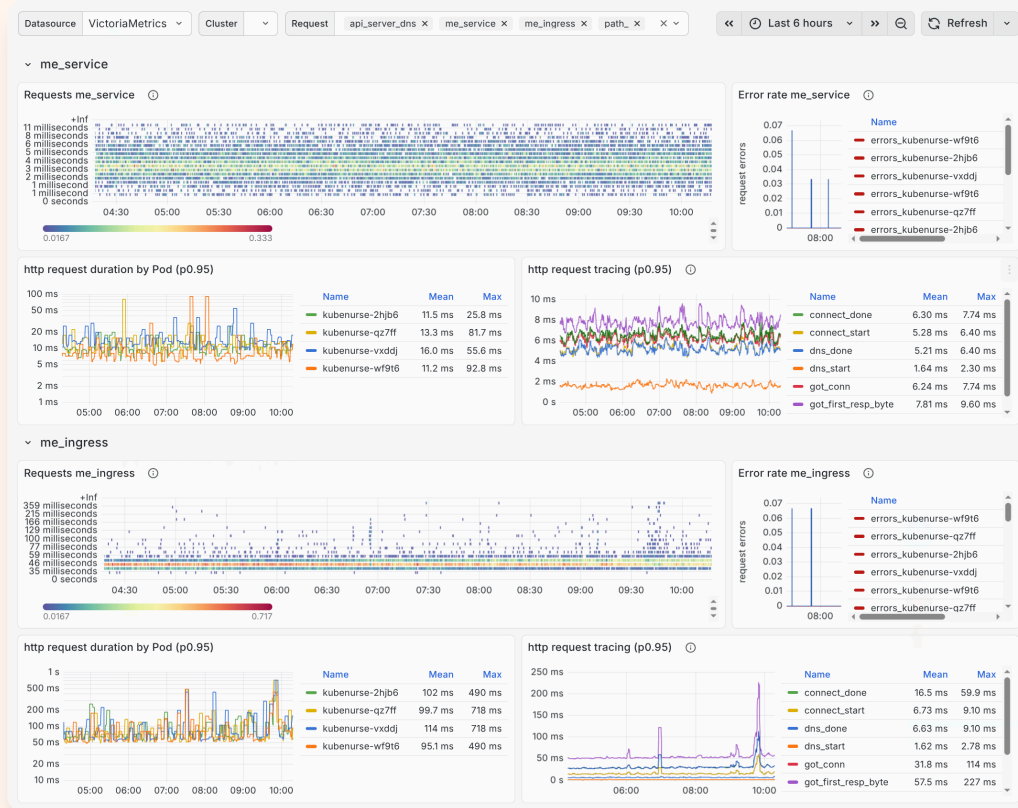 Datasource VictoriaMetrics Cluster Request api_server_dns me_service me_ingress path_ Last 6 hours Refresh
me_service
Requests me_service
+Inf
11 milliseconds
8 milliseconds
6 milliseconds
5 milliseconds
4 milliseconds
3 milliseconds
2 milliseconds
1 millisecond
1 millisecond
0 seconds
04:30 05:00 05:30 06:00 06:30 07:00 07:30 08:00 08:30 09:00 09:30 10:00
0.0167 0.333
Error rate me_service
request errors
0.07
0.06
0.05
0.04
0.03
0.02
0.01
0
08:00
Name
errors_kubenurse-wf9t6
errors_kubenurse-2hjb6
errors_kubenurse-vxddj
errors_kubenurse-wf9t6
errors_kubenurse-qz7ff
errors_kubenurse-2hjb6
http request duration by Pod (p0.95)
100 ms
50 ms
20 ms
10 ms
5 ms
2 ms
1 ms
05:00 06:00 07:00 08:00 09:00 10:00
Name Mean Max
kubenurse-2hjb6 11.5 ms 25.8 ms
kubenurse-qz7ff 13.3 ms 81.7 ms
kubenurse-vxddj 16.0 ms 55.6 ms
kubenurse-wf9t6 11.2 ms 92.8 ms
http request tracing (p0.95)
10 ms
8 ms
6 ms
4 ms
2 ms
0 s
05:00 06:00 07:00 08:00 09:00 10:00
Name Mean Max
connect_done 6.30 ms 7.74 ms
connect_start 5.28 ms 6.40 ms
dns_done 5.21 ms 6.40 ms
dns_start 1.64 ms 2.30 ms
got_conn 6.24 ms 7.74 ms
got_first_resp_byte 7.81 ms 9.60 ms
me_ingress
Requests me_ingress
+Inf
359 milliseconds
215 milliseconds
166 milliseconds
129 milliseconds
100 milliseconds
77 milliseconds
59 milliseconds
46 milliseconds
35 milliseconds
0 seconds
04:30 05:00 05:30 06:00 06:30 07:00 07:30 08:00 08:30 09:00 09:30 10:00
0.0167 0.717
Error rate me_ingress
request errors
0.07
0.06
0.05
0.04
0.03
0.02
0.01
0
08:00
Name
errors_kubenurse-wf9t6
errors_kubenurse-qz7ff
errors_kubenurse-2hjb6
errors_kubenurse-vxddj
errors_kubenurse-wf9t6
errors_kubenurse-qz7ff
http request duration by Pod (p0.95)
1 s
500 ms
200 ms
100 ms
50 ms
20 ms
10 ms
05:00 06:00 07:00 08:00 09:00 10:00
Name Mean Max
kubenurse-2hjb6 102 ms 490 ms
kubenurse-qz7ff 99.7 ms 718 ms
kubenurse-vxddj 114 ms 718 ms
kubenurse-wf9t6 95.1 ms 490 ms
http request tracing (p0.95)
250 ms
200 ms
150 ms
100 ms
50 ms
0 s
06:00 08:00 10:00
Name Mean Max
connect_done 16.5 ms 59.9 ms
connect_start 6.73 ms 9.10 ms
dns_done 6.63 ms 9.10 ms
dns_start 1.62 ms 2.78 ms
got_conn 31.8 ms 114 ms
got_first_resp_byte 57.5 ms 227 ms